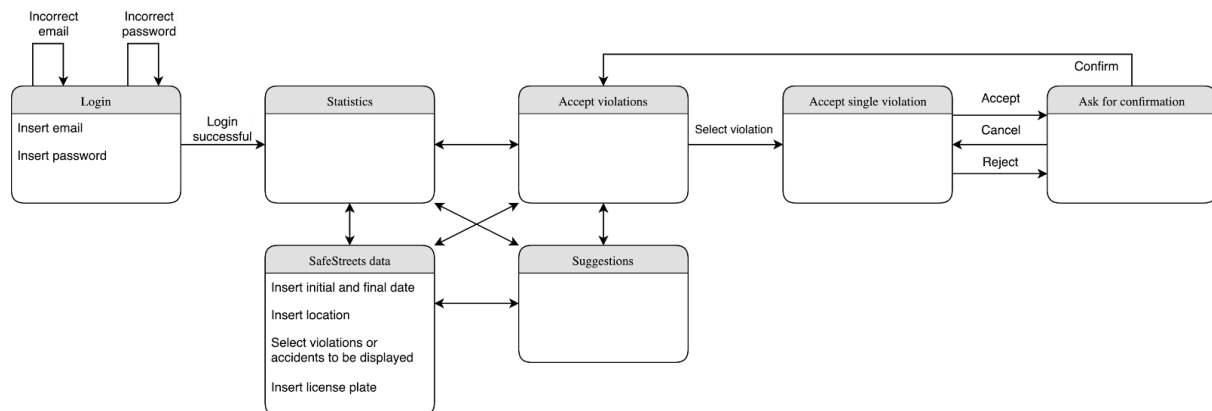 Incorrect
email
Incorrect
password
Confirm
Login
Insert email
Insert password
Login
successful
Statistics
Accept violations
Select violation
Accept single violation
Accept
Cancel
Reject
Ask for confirmation
SafeStreets data
Insert initial and final date
Insert location
Select violations or
accidents to be displayed
Insert license plate
Suggestions